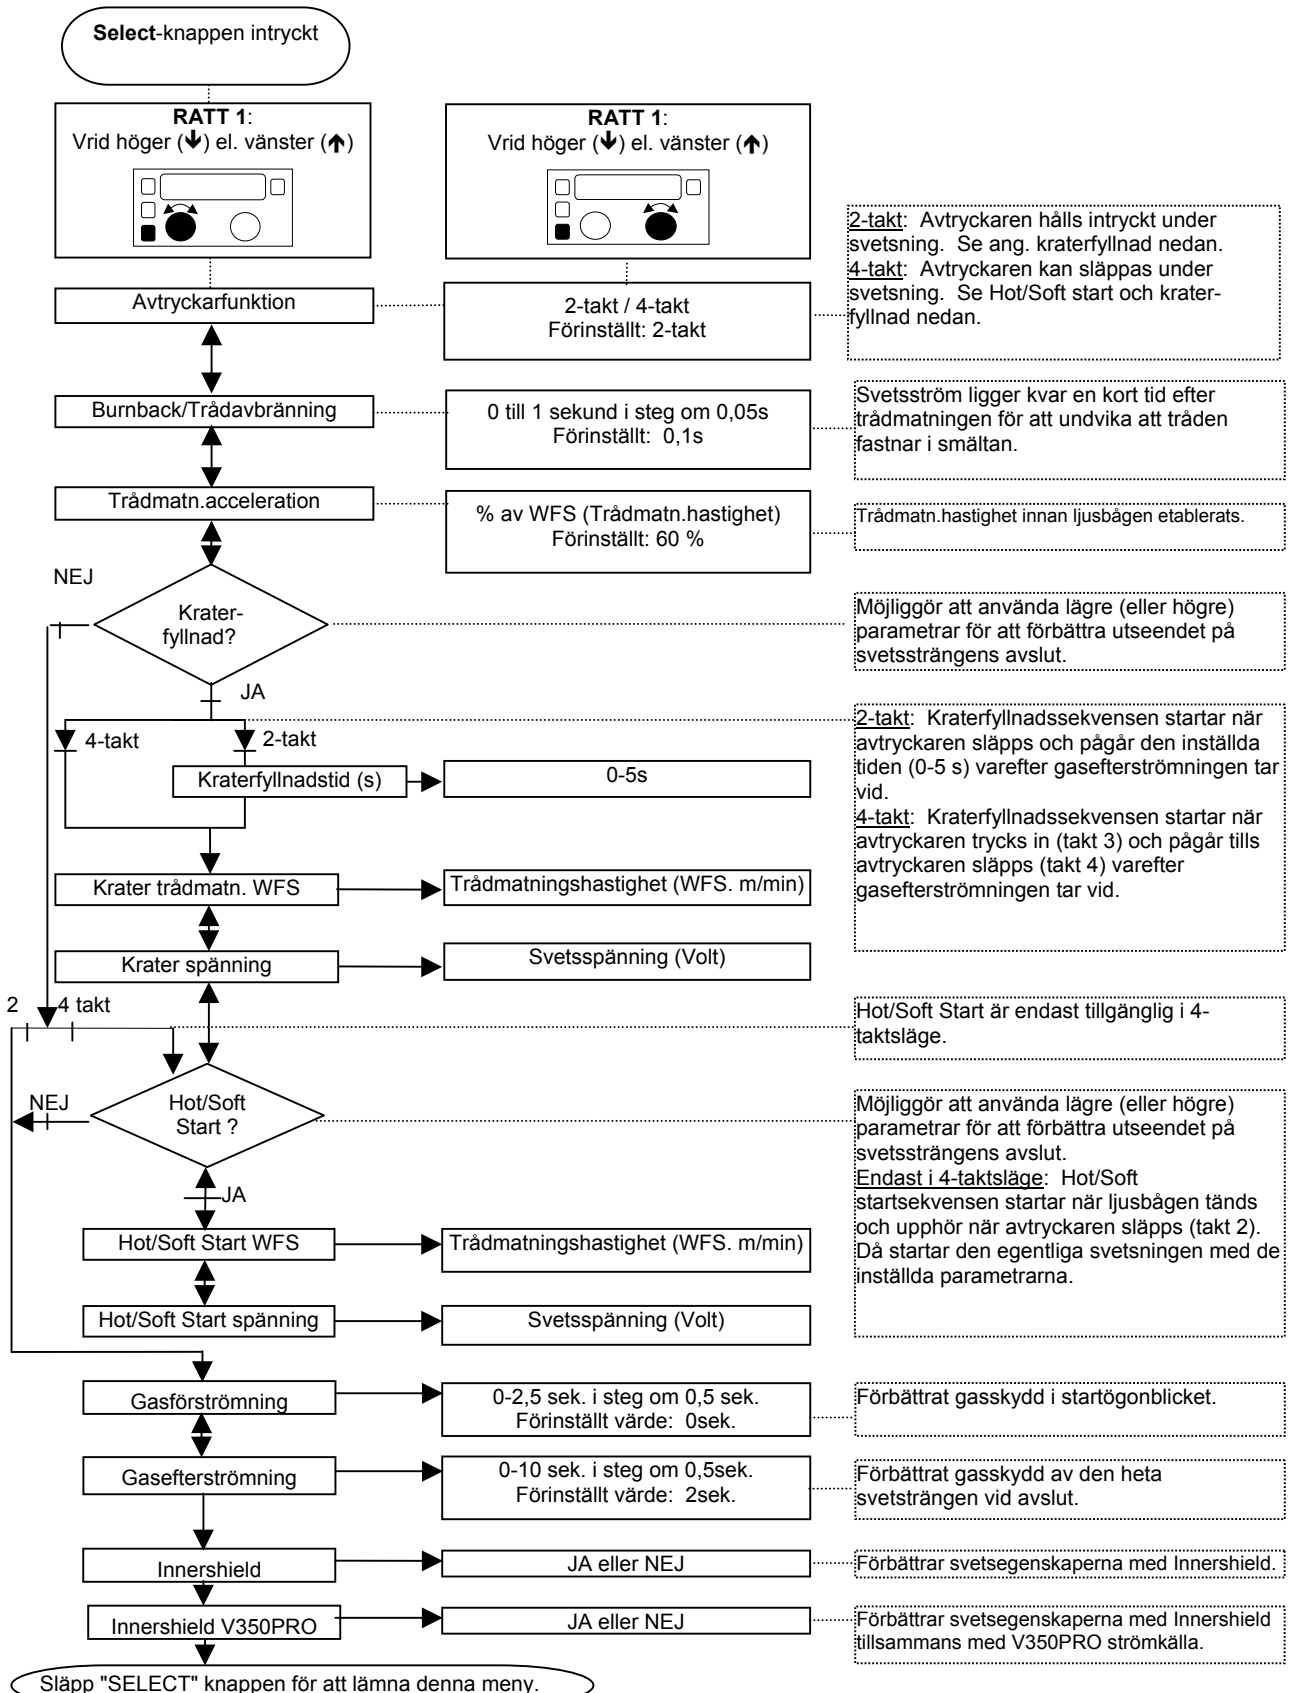 Select-knappen intryckt
RATT 1:
Vrid höger (🡻) el. vänster (🡹)
RATT 1:
Vrid höger (🡻) el. vänster (🡹)
Avtryckarfunktion
2-takt / 4-takt
Förinställt: 2-takt
2-takt:  Avtryckaren hålls intryckt under
svetsning.  Se ang. kraterfyllnad nedan.
4-takt:  Avtryckaren kan släppas under
svetsning.  Se Hot/Soft start och krater-
fyllnad nedan.
Burnback/Trådavbränning
0 till 1 sekund i steg om 0,05s
Förinställt:  0,1s
Svetsström ligger kvar en kort tid efter
trådmatningen för att undvika att tråden
fastnar i smältan.
Trådmatn.acceleration
% av WFS (Trådmatn.hastighet)
Förinställt: 60 %
Trådmatn.hastighet innan ljusbågen etablerats.
NEJ
Krater-
fyllnad?
Möjliggör att använda lägre (eller högre)
parametrar för att förbättra utseendet på
svetssträngens avslut.
JA
4-takt
2-takt
Kraterfyllnadstid (s)
0-5s
2-takt:  Kraterfyllnadssekvensen startar när
avtryckaren släpps och pågår den inställda
tiden (0-5 s) varefter gasefterströmningen tar
vid.
4-takt:  Kraterfyllnadssekvensen startar när
avtryckaren trycks in (takt 3) och pågår tills
avtryckaren släpps (takt 4) varefter
gasefterströmningen tar vid.
Krater trådmatn. WFS
Trådmatningshastighet (WFS. m/min)
Krater spänning
Svetsspänning (Volt)
2
4 takt
Hot/Soft Start är endast tillgänglig i 4-
taktsläge.
NEJ
Hot/Soft
Start ?
Möjliggör att använda lägre (eller högre)
parametrar för att förbättra utseendet på
svetssträngens avslut.
Endast i 4-taktsläge:  Hot/Soft
startsekvensen startar när ljusbågen tänds
och upphör när avtryckaren släpps (takt 2).
Då startar den egentliga svetsningen med de
inställda parametrarna.
JA
Hot/Soft Start WFS
Trådmatningshastighet (WFS. m/min)
Hot/Soft Start spänning
Svetsspänning (Volt)
Gasförströmning
0-2,5 sek. i steg om 0,5 sek.
Förinställt värde:  0sek.
Förbättrat gasskydd i startögonblicket.
Gasefterströmning
0-10 sek. i steg om 0,5sek.
Förinställt värde:  2sek.
Förbättrat gasskydd av den heta
svetsträngen vid avslut.
Innershield
JA eller NEJ
Förbättrar svetsegenskaperna med Innershield.
Innershield V350PRO
JA eller NEJ
Förbättrar svetsegenskaperna med Innershield
tillsammans med V350PRO strömkälla.
Släpp "SELECT" knappen för att lämna denna meny.